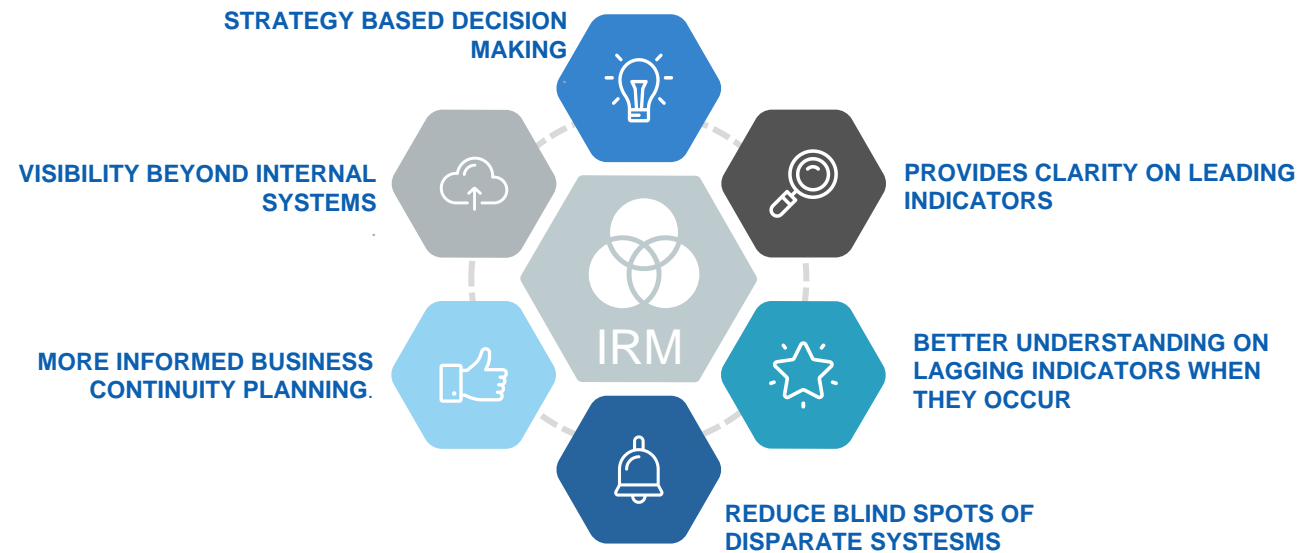 STRATEGY BASED DECISION
MAKING
PROVIDES CLARITY ON LEADING
INDICATORS
BETTER UNDERSTANDING ON
LAGGING INDICATORS WHEN
THEY OCCUR
REDUCE BLIND SPOTS OF
DISPARATE SYSTESMS
MORE INFORMED BUSINESS
CONTINUITY PLANNING.
VISIBILITY BEYOND INTERNAL
SYSTEMS
.
IRM